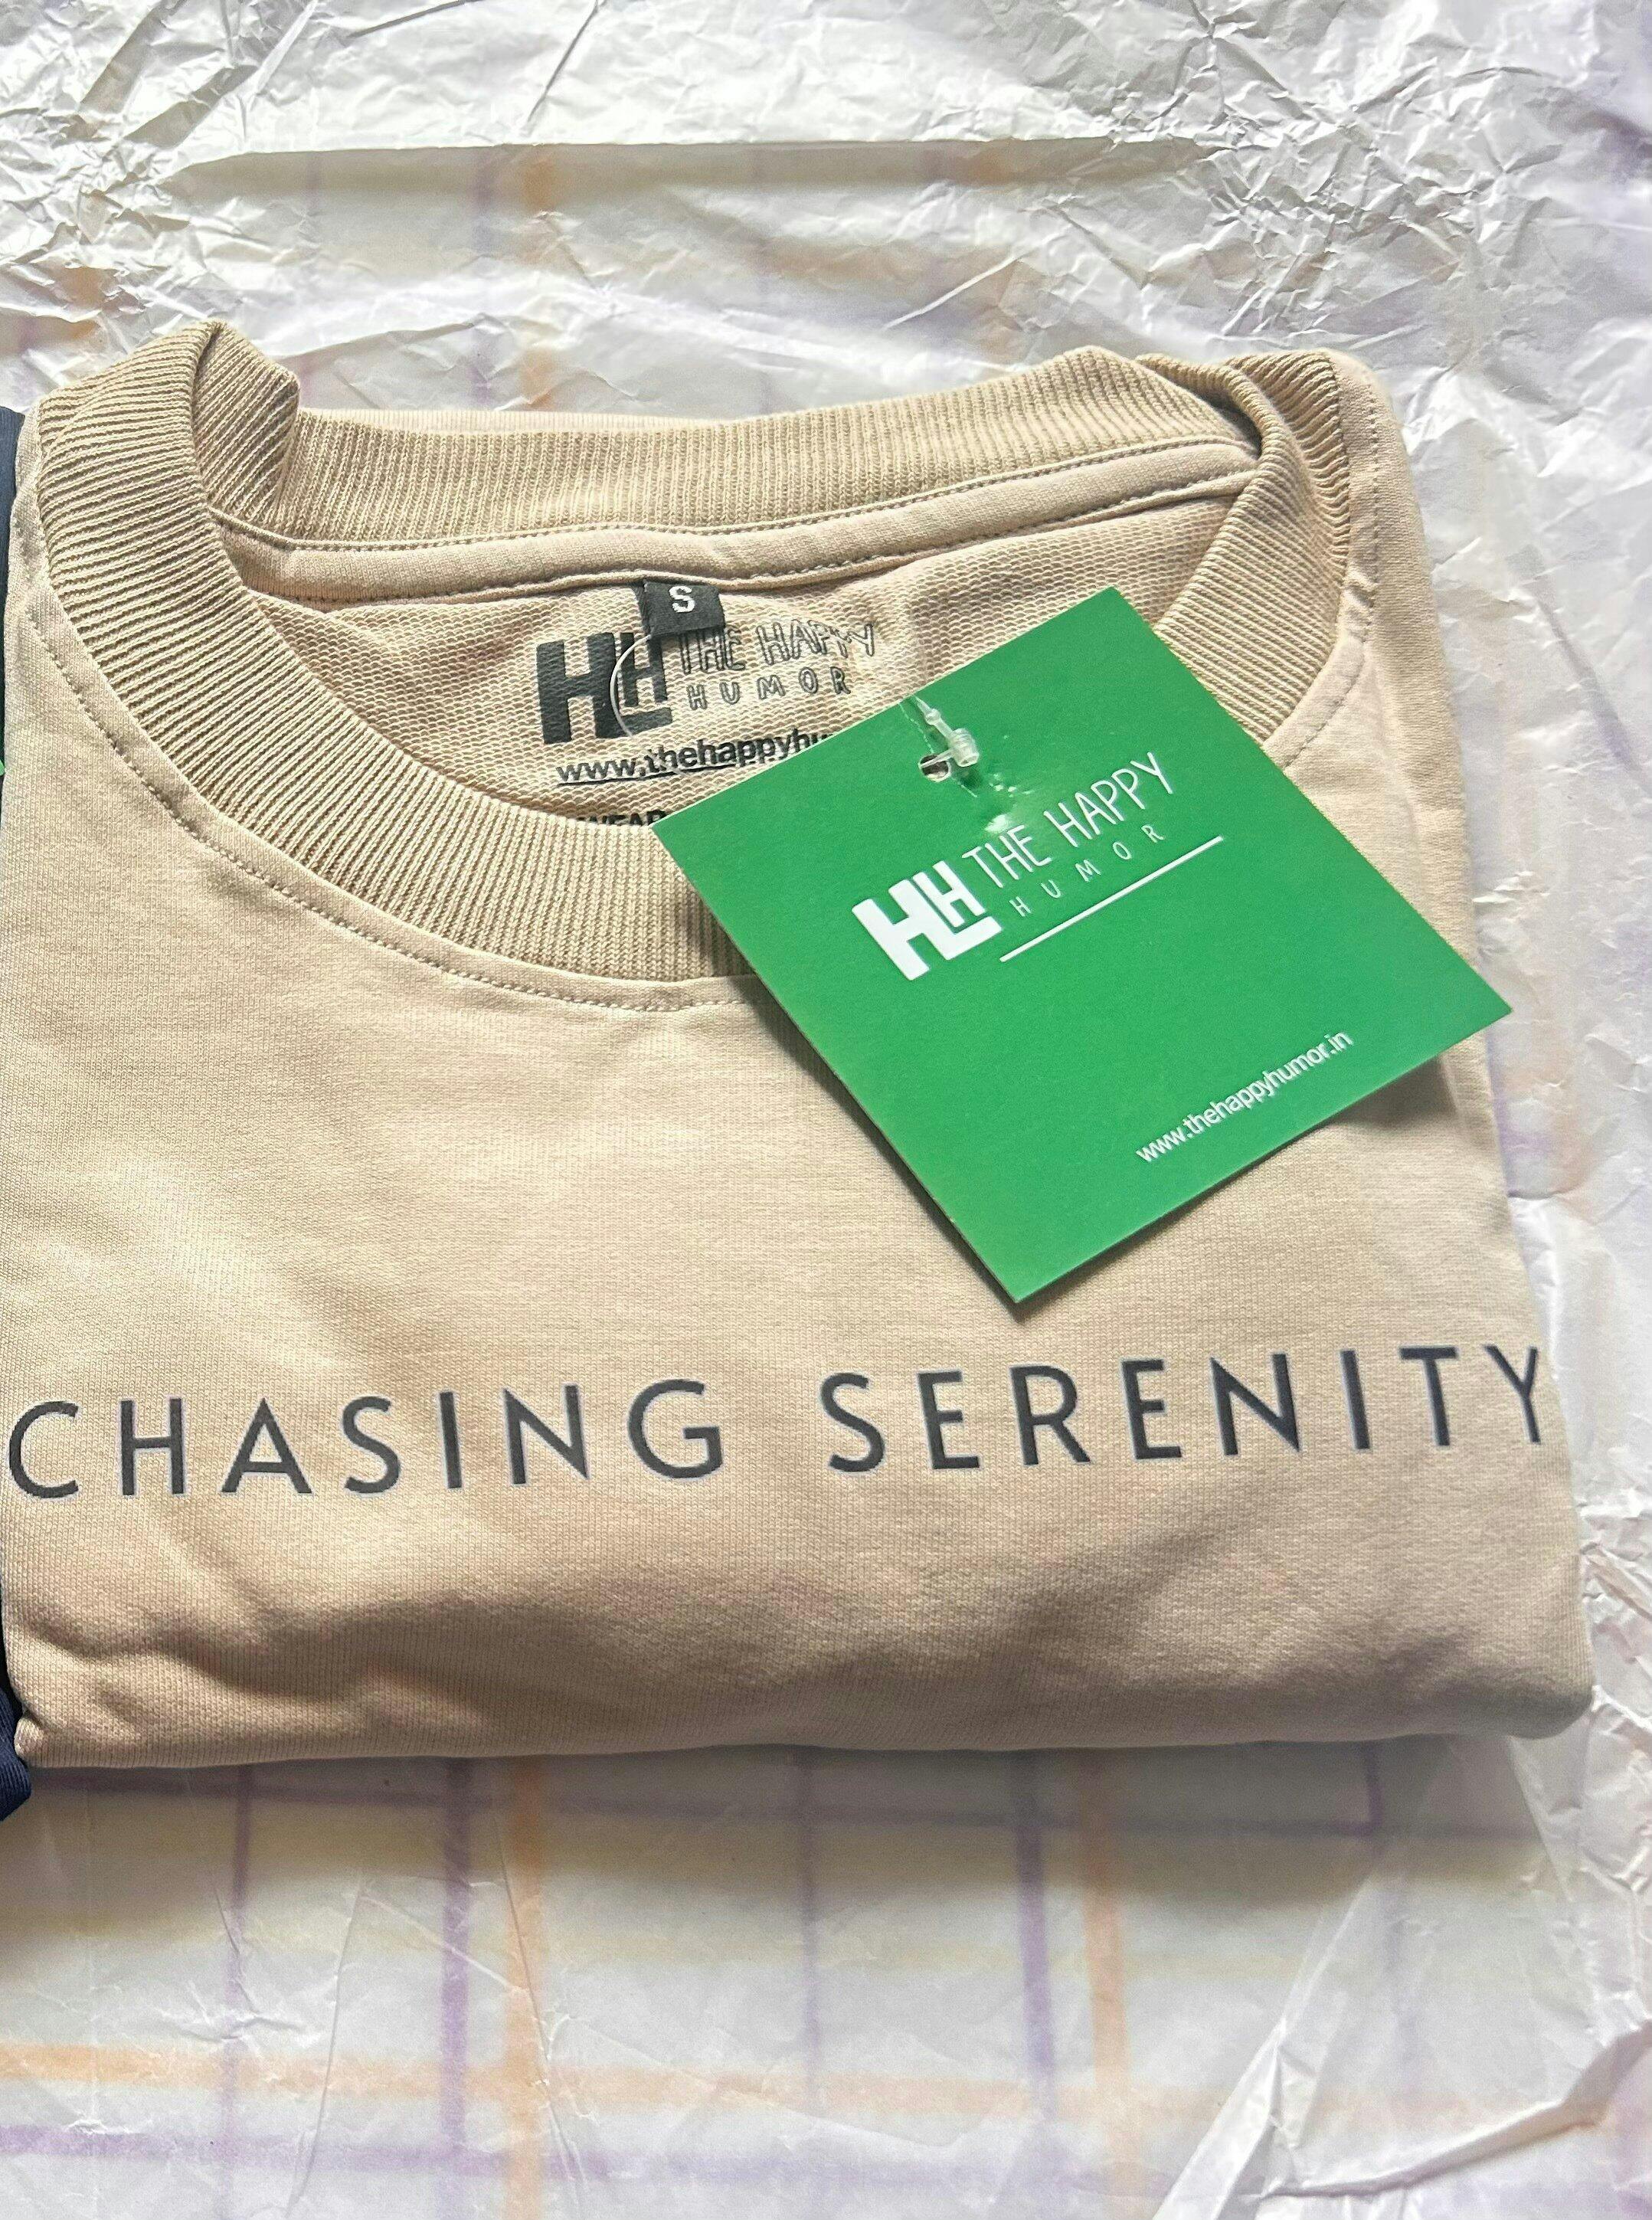 S
HH THE HAPPY
HUMOR
www.thehappyhu
HH THE HAPPY
HUMOR
www.thehappyhumor.in
CHASING SERENITY